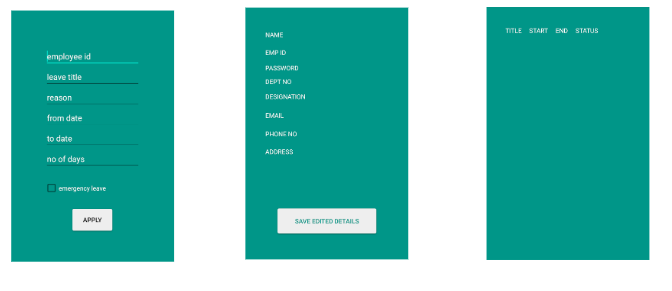 employee id
leave title
reason
from date
to date
no of days
emergency leave
APPLY
NAME
EMP ID
PASSWORD
DEPT NO
DESIGNATION
EMAIL
PHONE NO
ADDRESS
SAVE EDITED DETAILS
TITLE START END STATUS